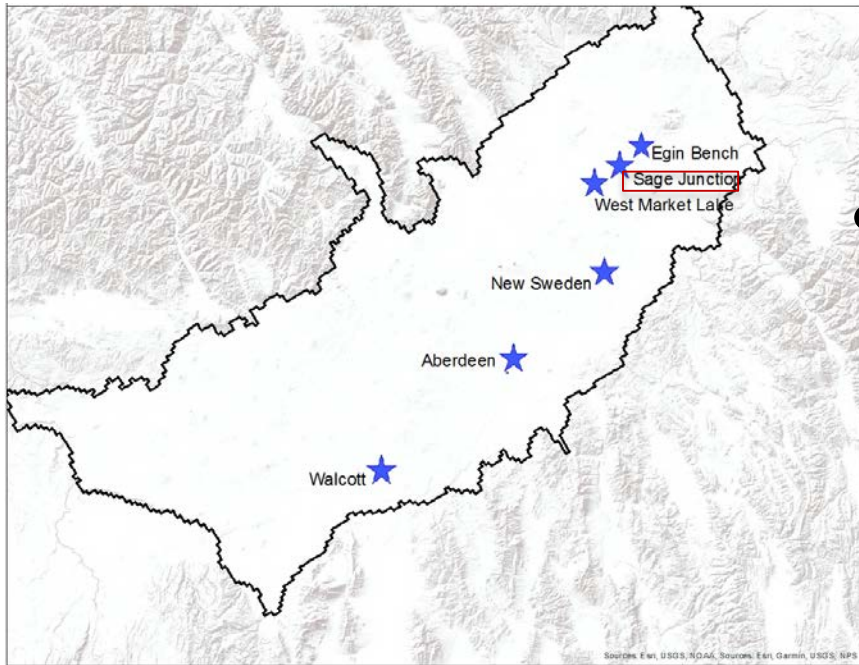 Egin Bench
Sage Junction
West Market Lake
New Sweden
Aberdeen
Walcott
Sources: Esri, USGS, NOAA, Sources: Esri, Garmin, USGS, NPS